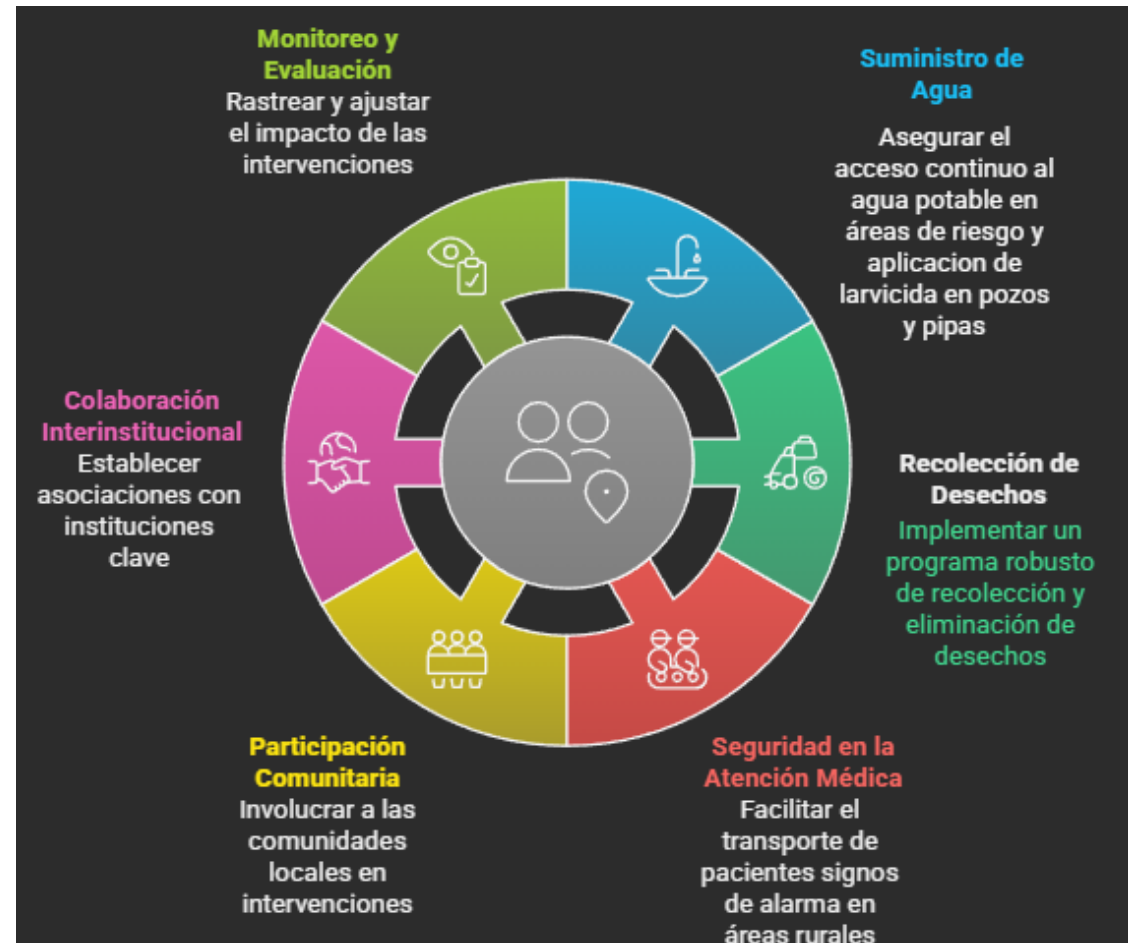 Monitoreo y
Evaluación
Rastrear y ajustar
el impacto de las
intervenciones
Suministro de
Agua
Asegurar el
acceso continuo al
agua potable en
áreas de riesgo y
aplicacion de
larvicida en pozos
y pipas
Colaboración
Interinstitucional
Establecer
asociaciones con
instituciones
clave
Recolección de
Desechos
Implementar un
programa robusto
de recolección y
eliminación de
desechos
Participación
Comunitaria
Involucrar a las
comunidades
locales en
intervenciones
Seguridad en la
Atención Médica
Facilitar el
transporte de
pacientes signos
de alarma en
áreas rurales